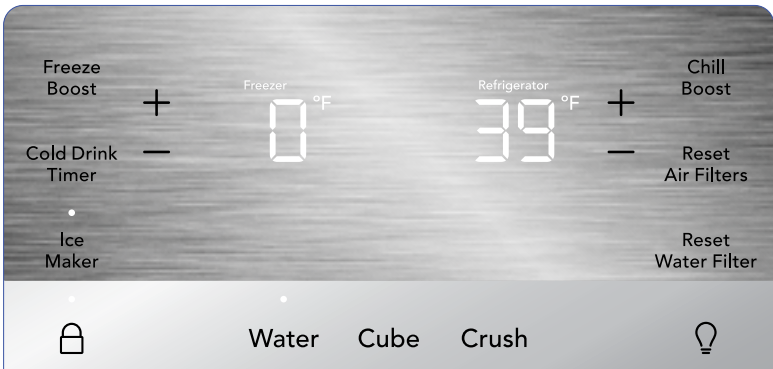 Freeze
Boost
+
Freezer
0 °F
Refrigerator
39 °F
+
Chill
Boost
Cold Drink
Timer
−
−
Reset
Air Filters
Ice
Maker
Reset
Water Filter
Water Cube Crush